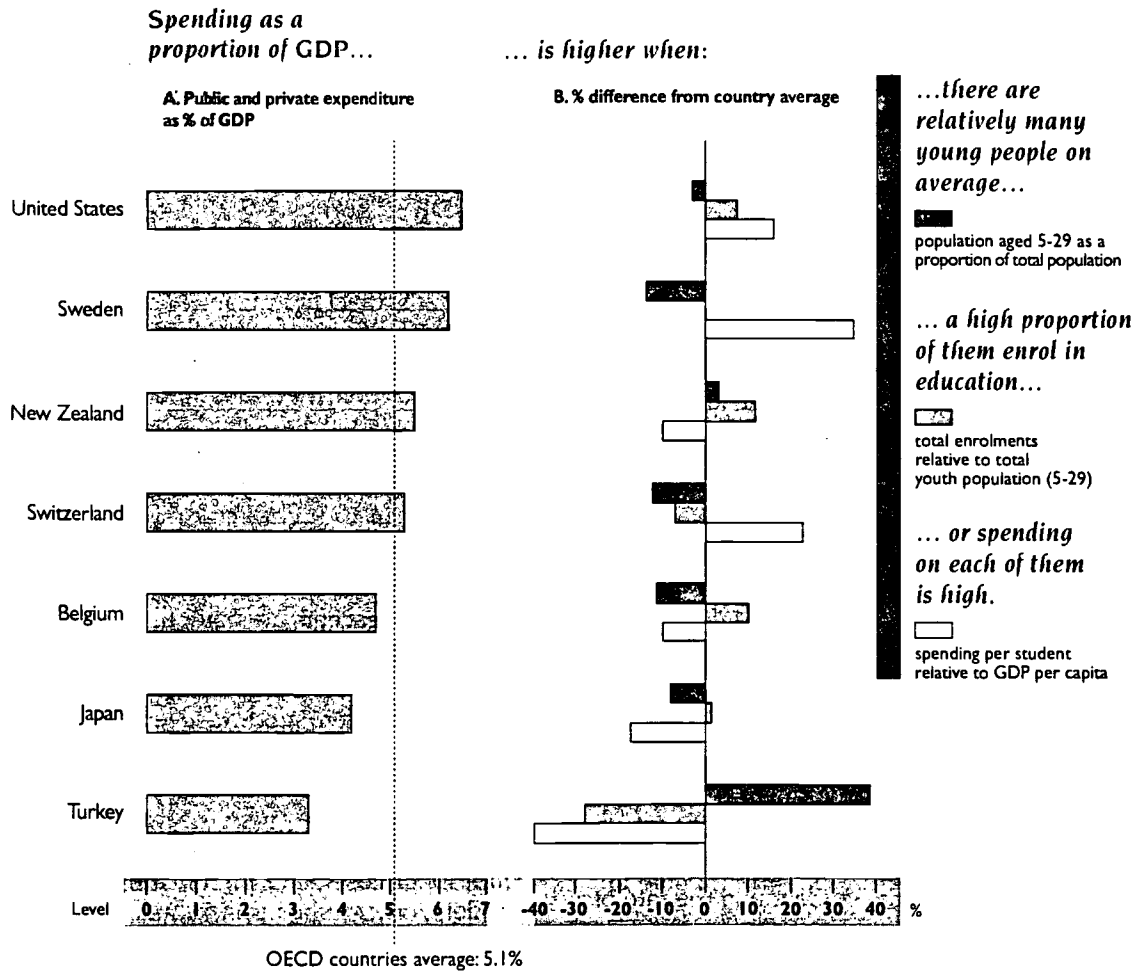 Spending as a
proportion of GDP...
... is higher when:
A. Public and private expenditure
as % of GDP
B. % difference from country average
United States
Sweden
New Zealand
Switzerland
Belgium
Japan
Turkey
Level 0 1 2 3 4 5 6 7
-40 -30 -20 -10 0 10 20 30 40 %
OECD countries average: 5.1%
...there are
relatively many
young people on
average...
population aged 5-29 as a
proportion of total population
... a high proportion
of them enrol in
education...
total enrolments
relative to total
youth population (5-29)
... or spending
on each of them
is high.
spending per student
relative to GDP per capita